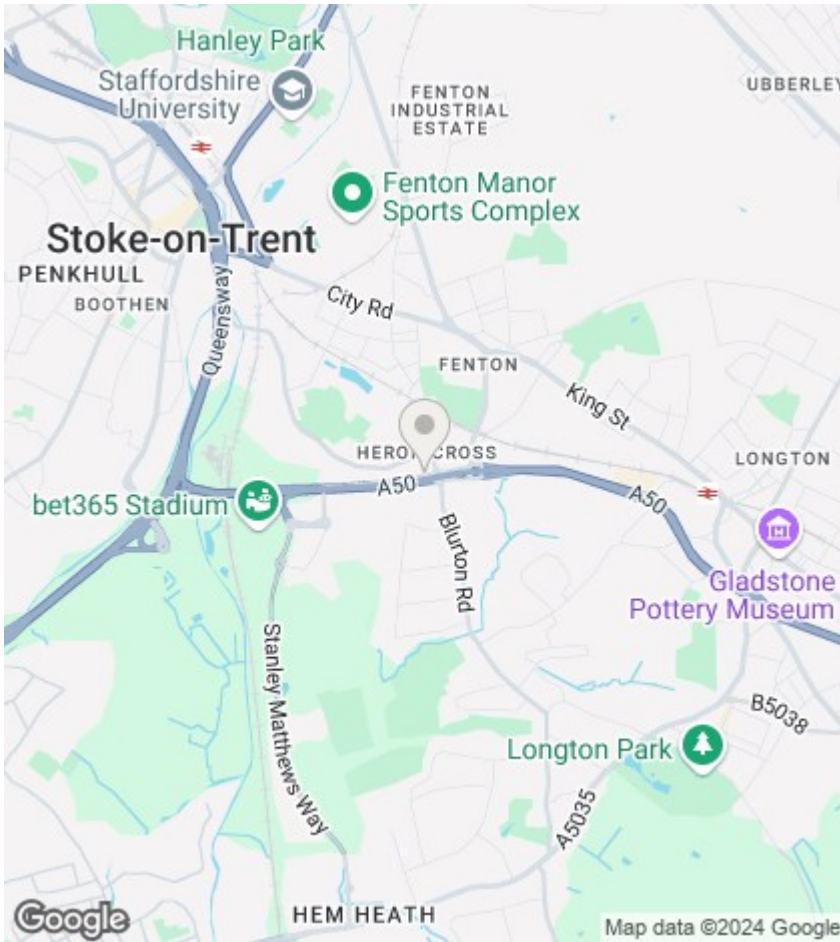 Hanley Park
Staffordshire
University
FENTON
INDUSTRIAL
ESTATE
UBBERLEY
Fenton Manor
Sports Complex
Stoke-on-Trent
PENKHULL
BOOTHEN
Queensway
City Rd
FENTON
King St
HERON CROSS
LONGTON
A50
A50
bet365 Stadium
Blurton Rd
Gladstone
Pottery Museum
Stanley Matthews Way
B5038
Longton Park
A5035
HEM HEATH
Google
Map data ©2024 Google